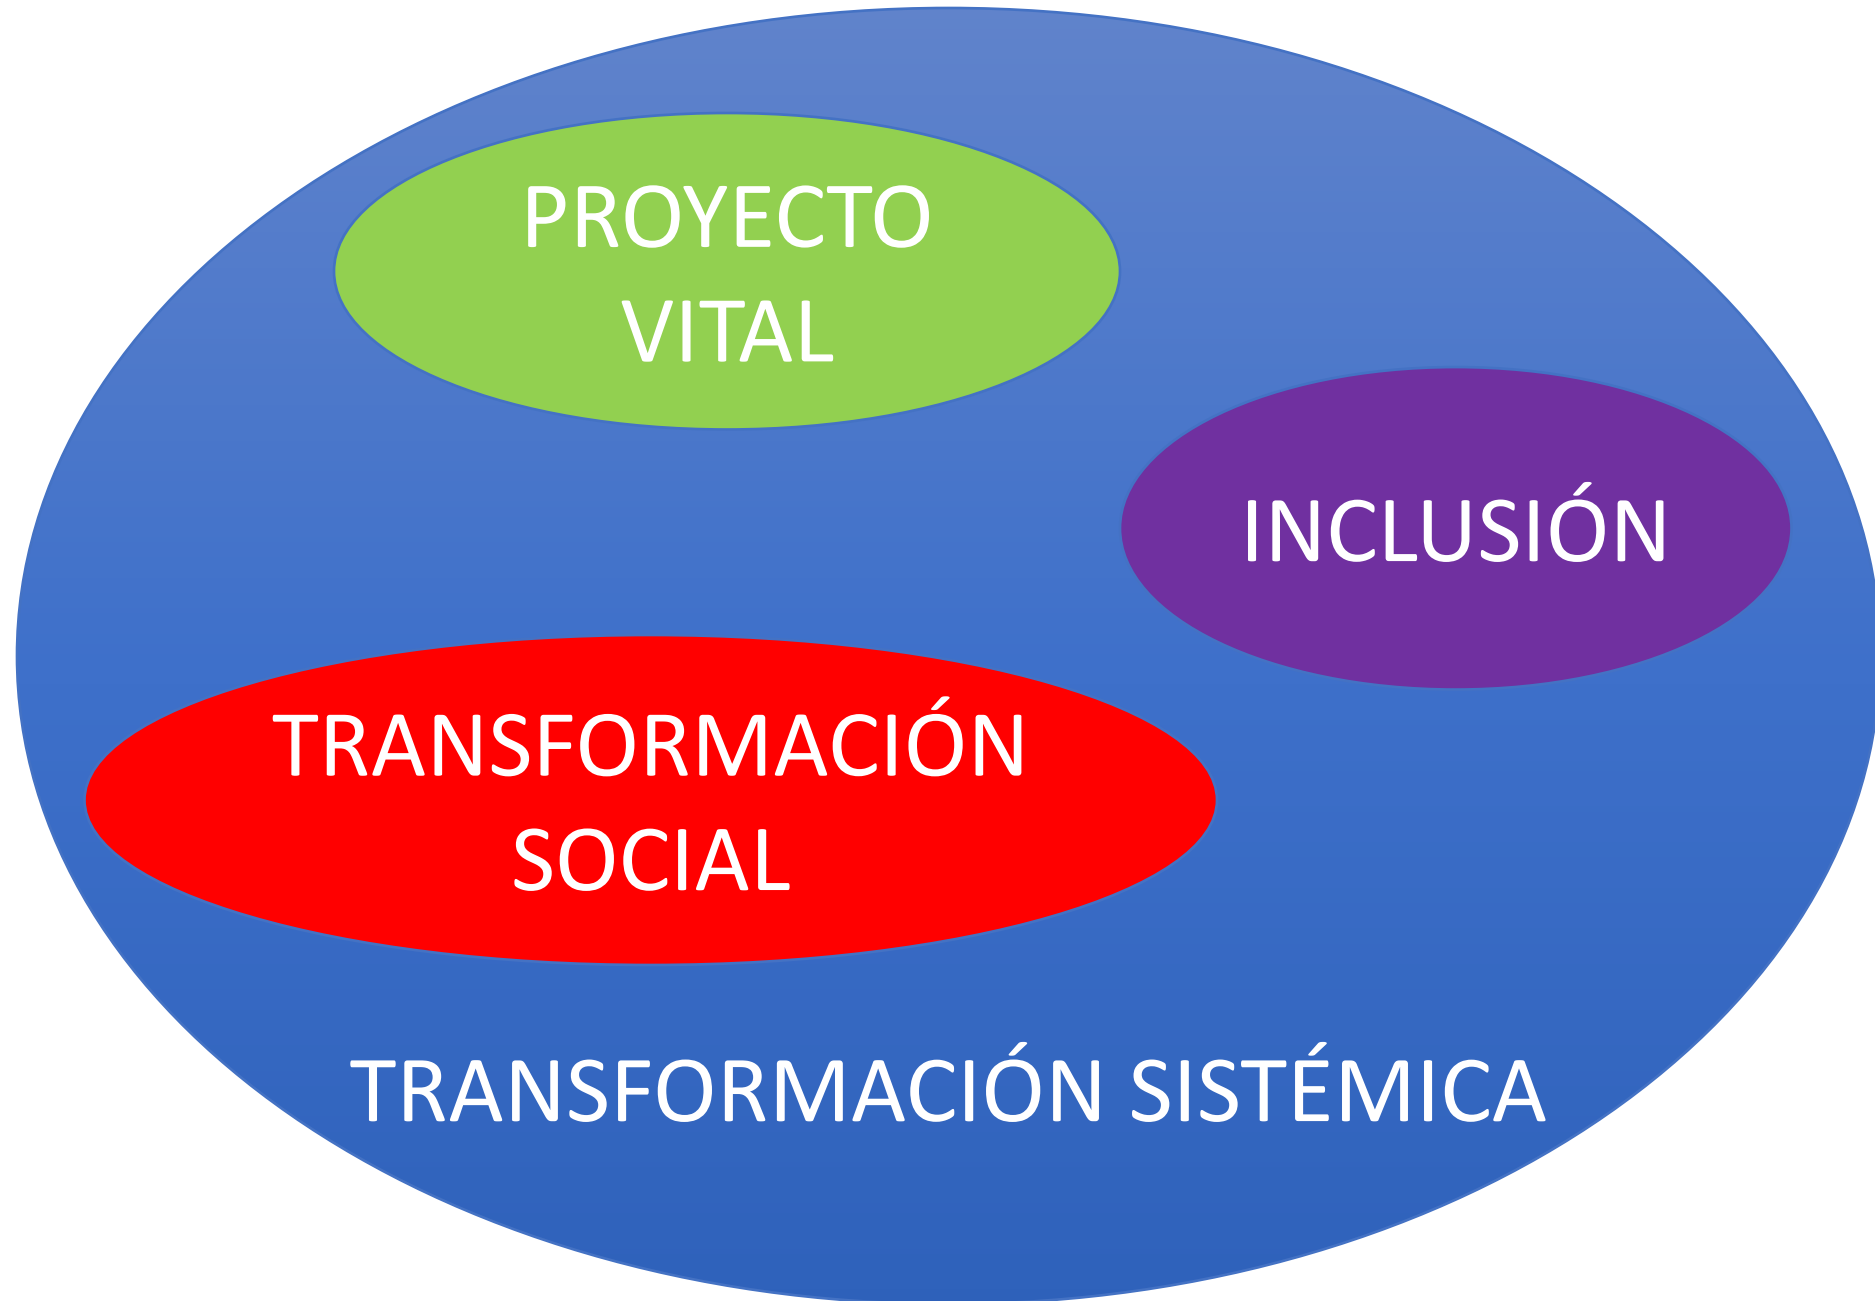 PROYECTO
VITAL
INCLUSIÓN
TRANSFORMACIÓN
SOCIAL
TRANSFORMACIÓN SISTÉMICA